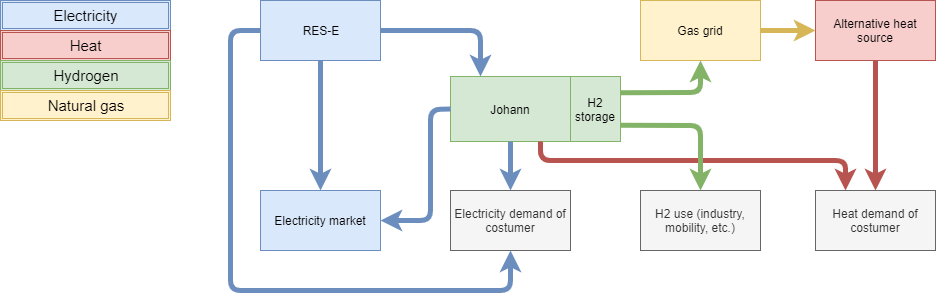 Electricity
Heat
Hydrogen
Natural gas
RES-E
Gas grid
Alternative heat
source
Johann
H2
storage
Electricity market
Electricity demand of
costumer
H2 use (industry,
mobility, etc.)
Heat demand of
costumer